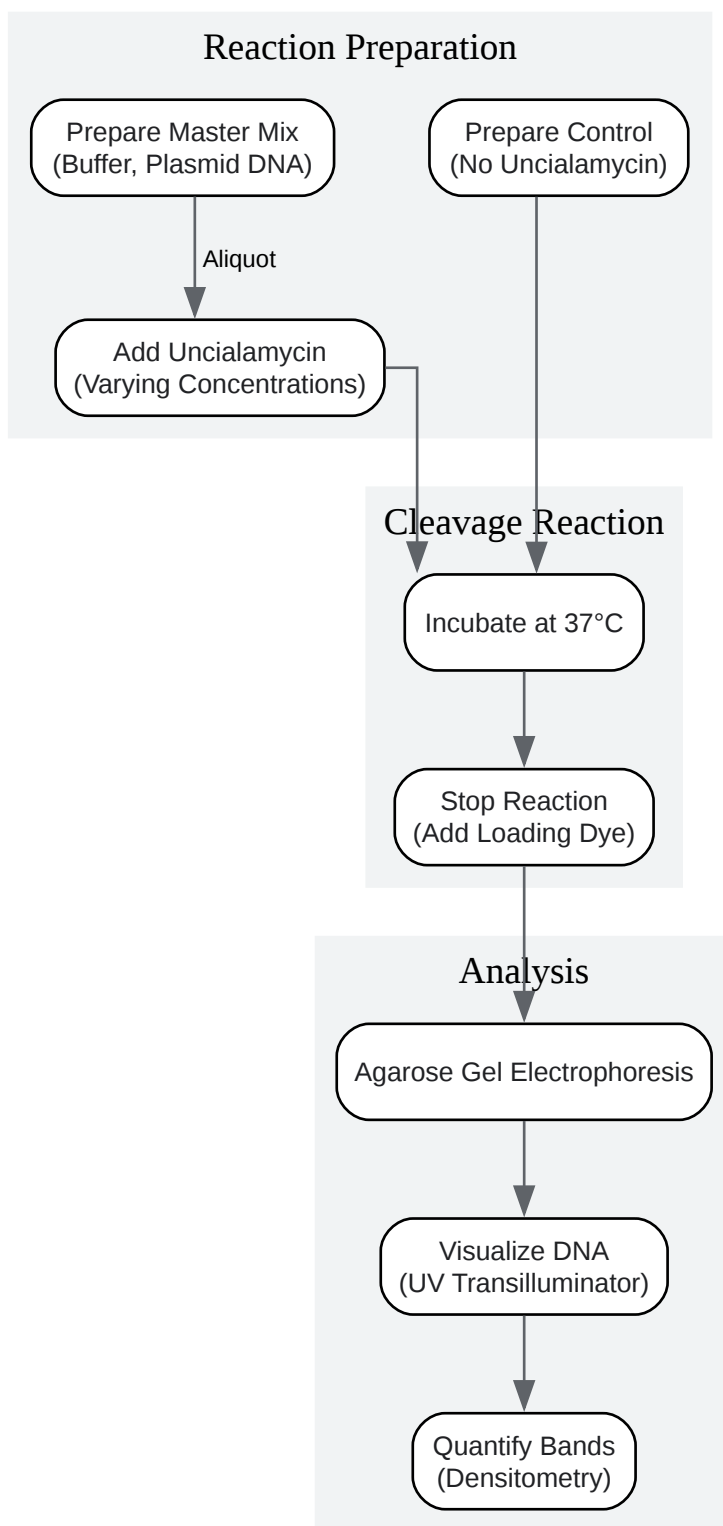 Reaction Preparation
Prepare Master Mix
(Buffer, Plasmid DNA)
Prepare Control
(No Uncialamycin)
Aliquot
Add Uncialamycin
(Varying Concentrations)
Cleavage Reaction
Incubate at 37°C
Stop Reaction
(Add Loading Dye)
Analysis
Agarose Gel Electrophoresis
Visualize DNA
(UV Transilluminator)
Quantify Bands
(Densitometry)